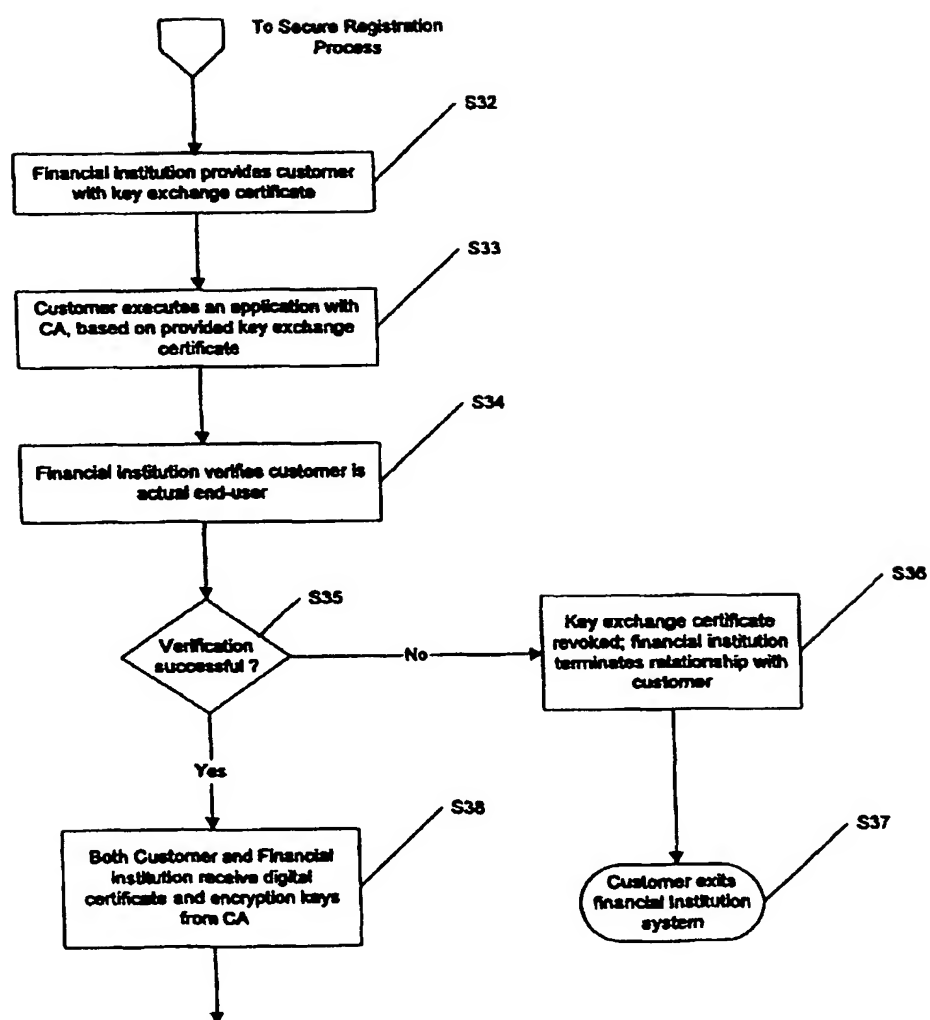 To Secure Registration
Process
S32
Financial institution provides customer
with key exchange certificate
S33
Customer executes an application with
CA, based on provided key exchange
certificate
S34
Financial institution verifies customer is
actual end-user
S35
Verification
successful ?
No
S36
Key exchange certificate
revoked; financial institution
terminates relationship with
customer
Yes
S38
Both Customer and Financial
institution receive digital
certificate and encryption keys
from CA
S37
Customer exits
financial institution
system